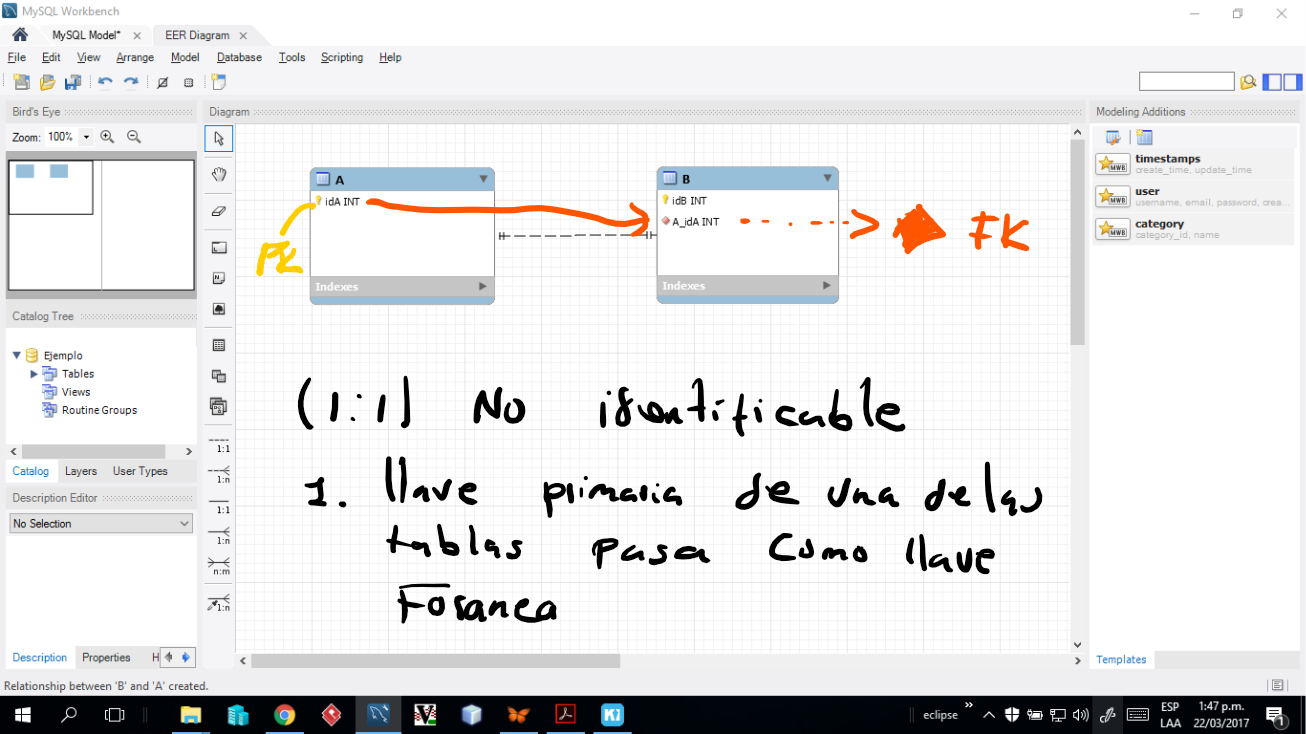 MySQL Workbench
MySQL Model*
EER Diagram
File Edit View Arrange Model Database Tools Scripting Help
Bird's Eye
Zoom: 100%
Diagram
Modeling Additions
timestamps
create_time, update_time
user
username, email, password, crea...
category
category_id, name
A
idA INT
Indexes
B
idB INT
A_idA INT
Indexes
PK
FK
(1:1) No identificable
1. llave primaria de una de las
tablas pasa como llave
Foranea
Catalog Tree
Ejemplo
Tables
Views
Routine Groups
Catalog Layers User Types
Description Editor
No Selection
Description Properties H
1:1
1:n
1:1
1:n
n:m
1:n
Templates
Relationship between 'B' and 'A' created.
eclipse
ESP
LAA
1:47 p.m.
22/03/2017
1